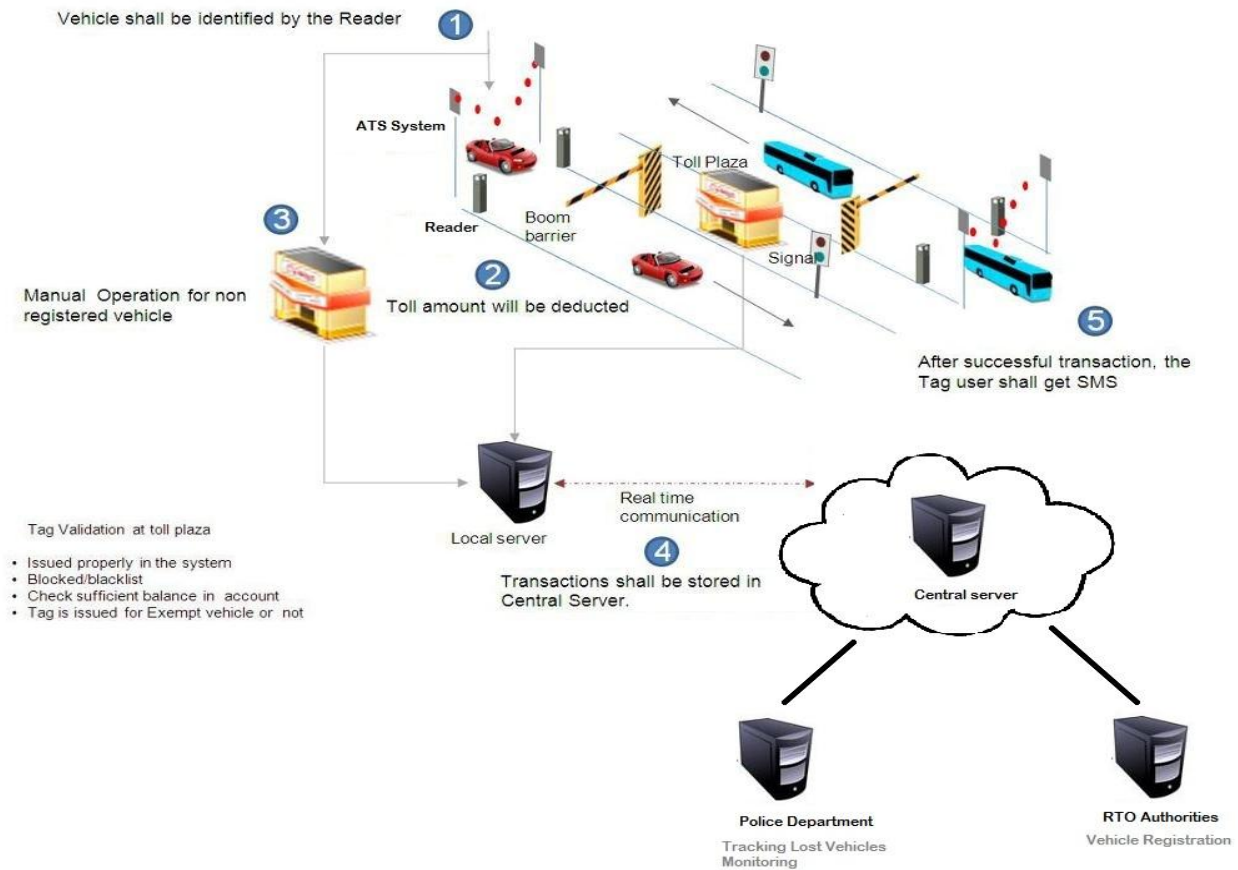 Vehicle shall be identified by the Reader
1
ATS System
Toll Plaza
Reader
Boom
barrier
Signal
3
2
Manual Operation for non
registered vehicle
Toll amount will be deducted
5
After successful transaction, the
Tag user shall get SMS
Real time
communication
Local server
Tag Validation at toll plaza
• Issued properly in the system
• Blocked/blacklist
• Check sufficient balance in account
• Tag is issued for Exempt vehicle or not
4
Transactions shall be stored in
Central Server.
Central server
Police Department
Tracking Lost Vehicles
Monitoring
RTO Authorities
Vehicle Registration